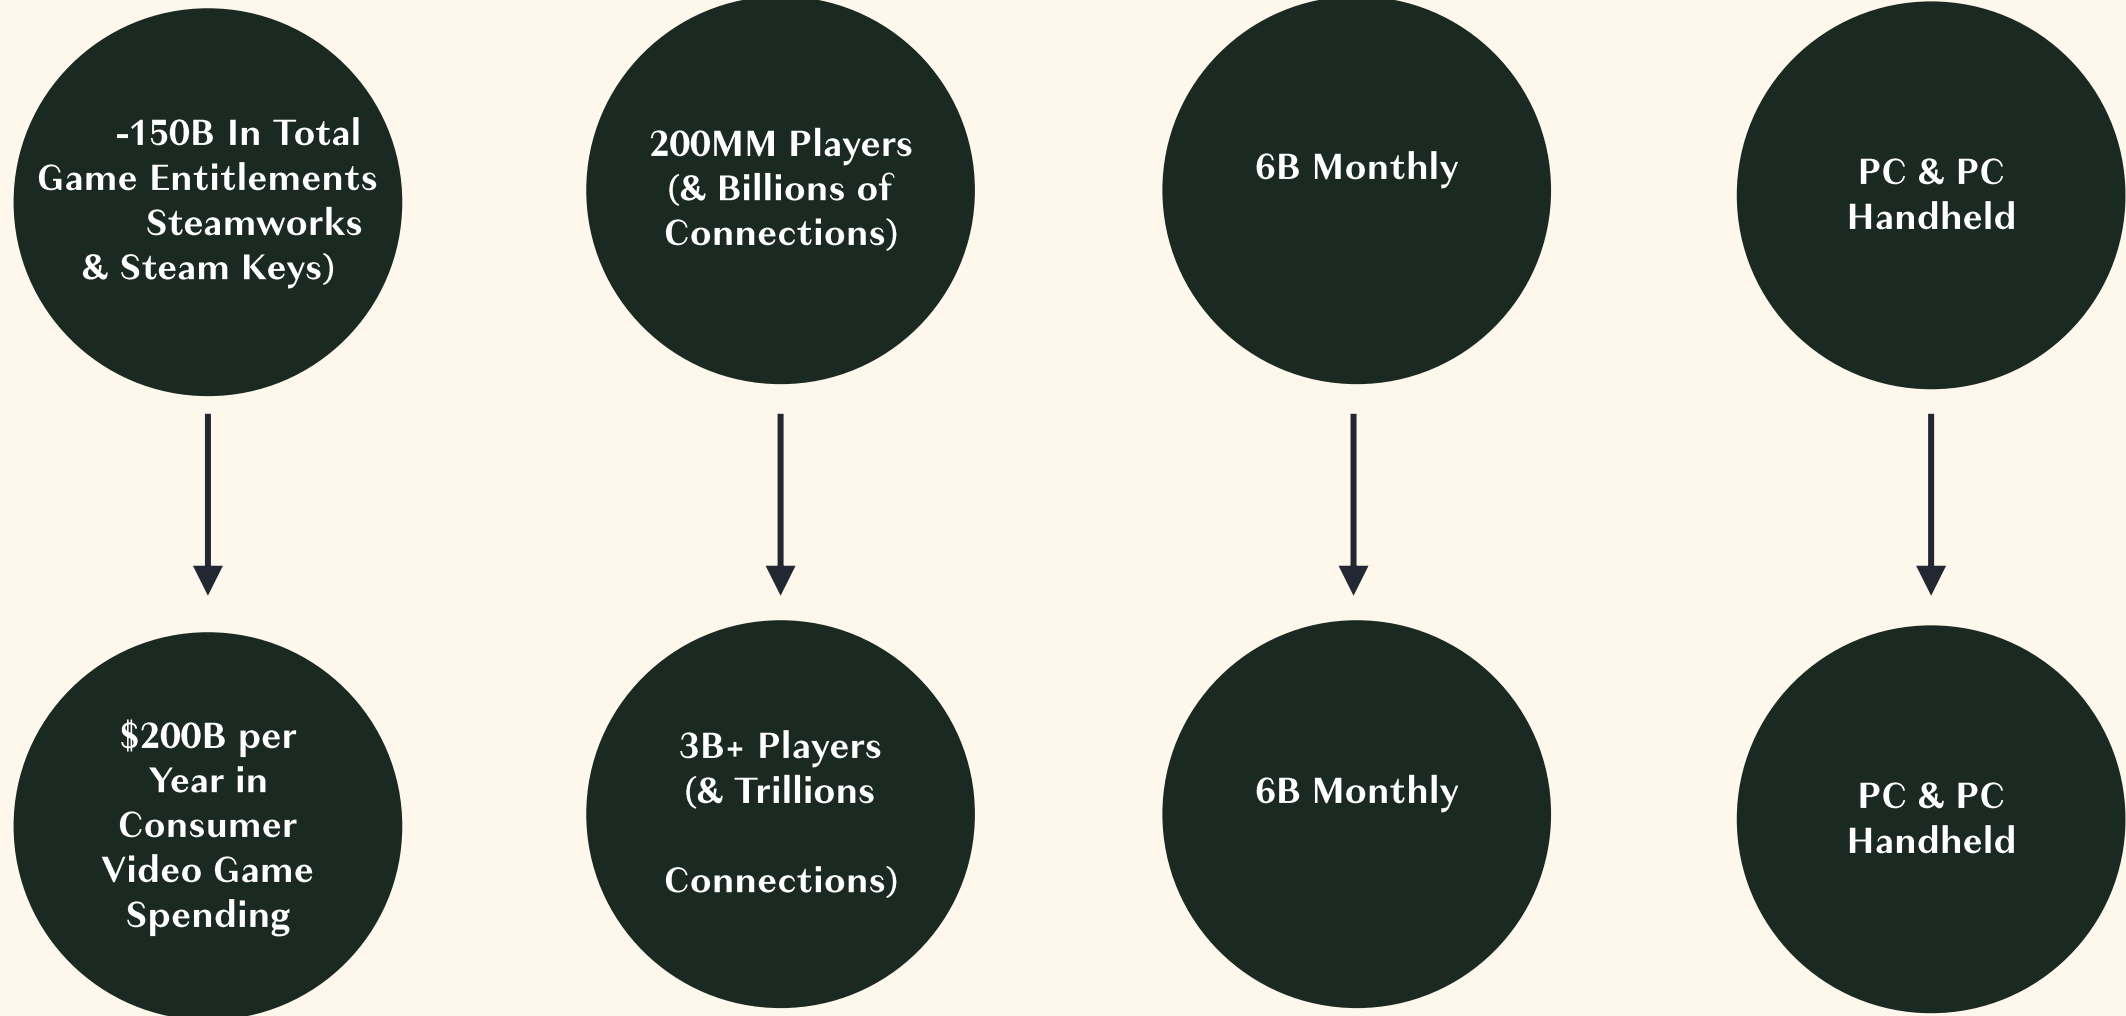 -150B In Total
Game Entitlements
Steamworks
& Steam Keys)
200MM Players
(& Billions of
Connections)
6B Monthly
PC & PC
Handheld
$200B per
Year in
Consumer
Video Game
Spending
3B+ Players
(& Trillions
Connections)
6B Monthly
PC & PC
Handheld